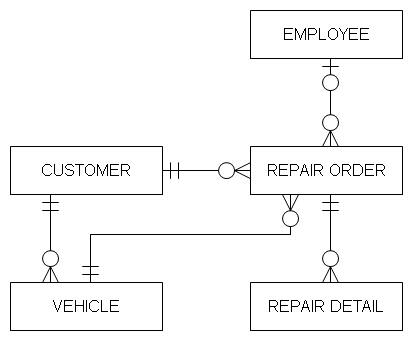 EMPLOYEE
CUSTOMER
REPAIR ORDER
VEHICLE
REPAIR DETAIL